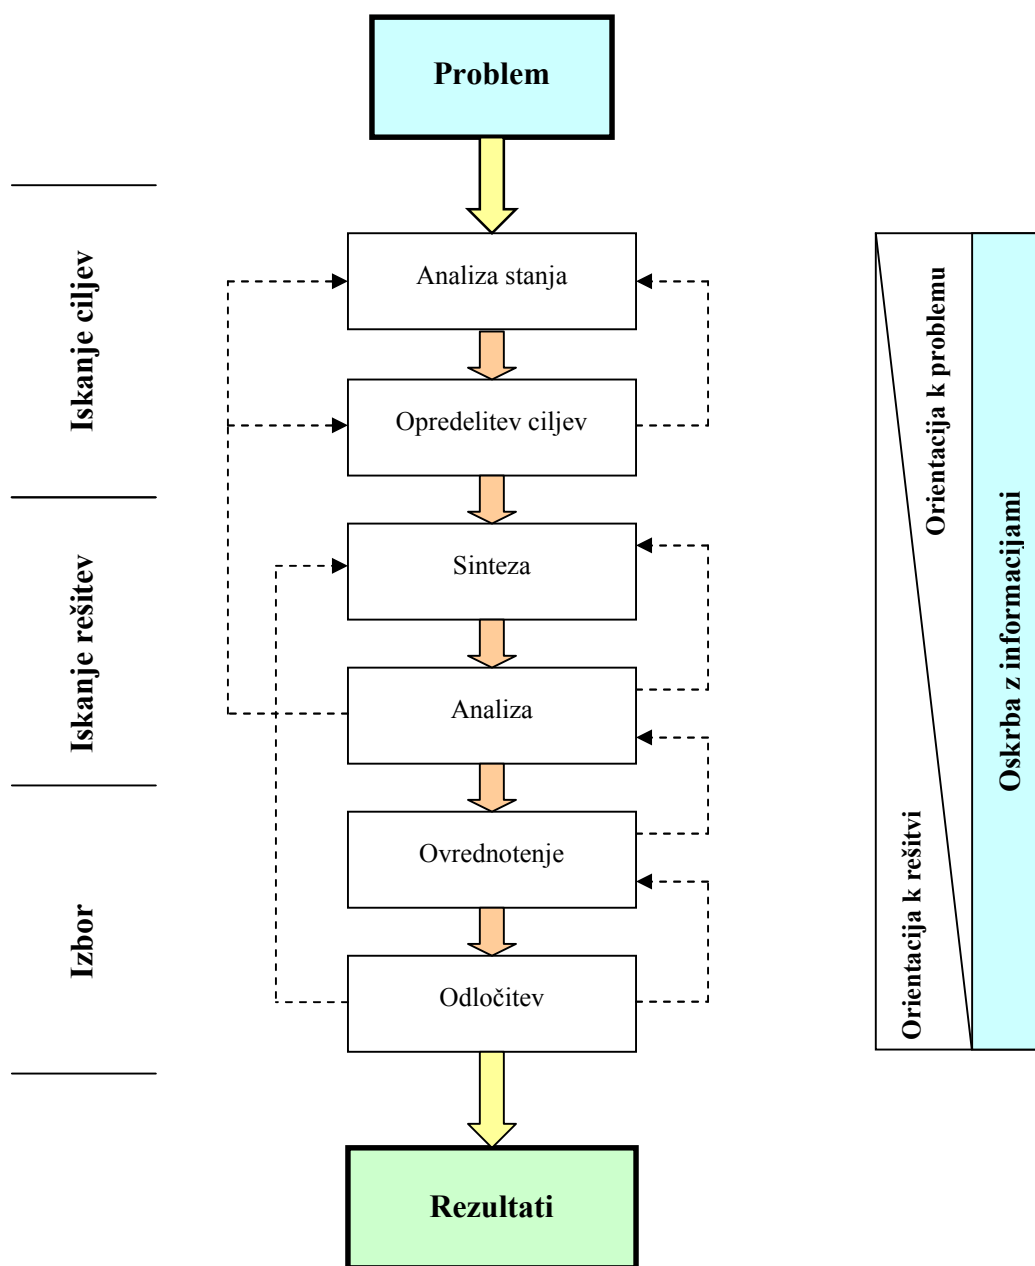 Problem
Iskanje ciljev
Analiza stanja
Opredelitev ciljev
Iskanje rešitev
Sinteza
Analiza
Izbor
Ovrednotenje
Odločitev
Rezultati
Orientacija k problemu
Orientacija k rešitvi
Oskrba z informacijami